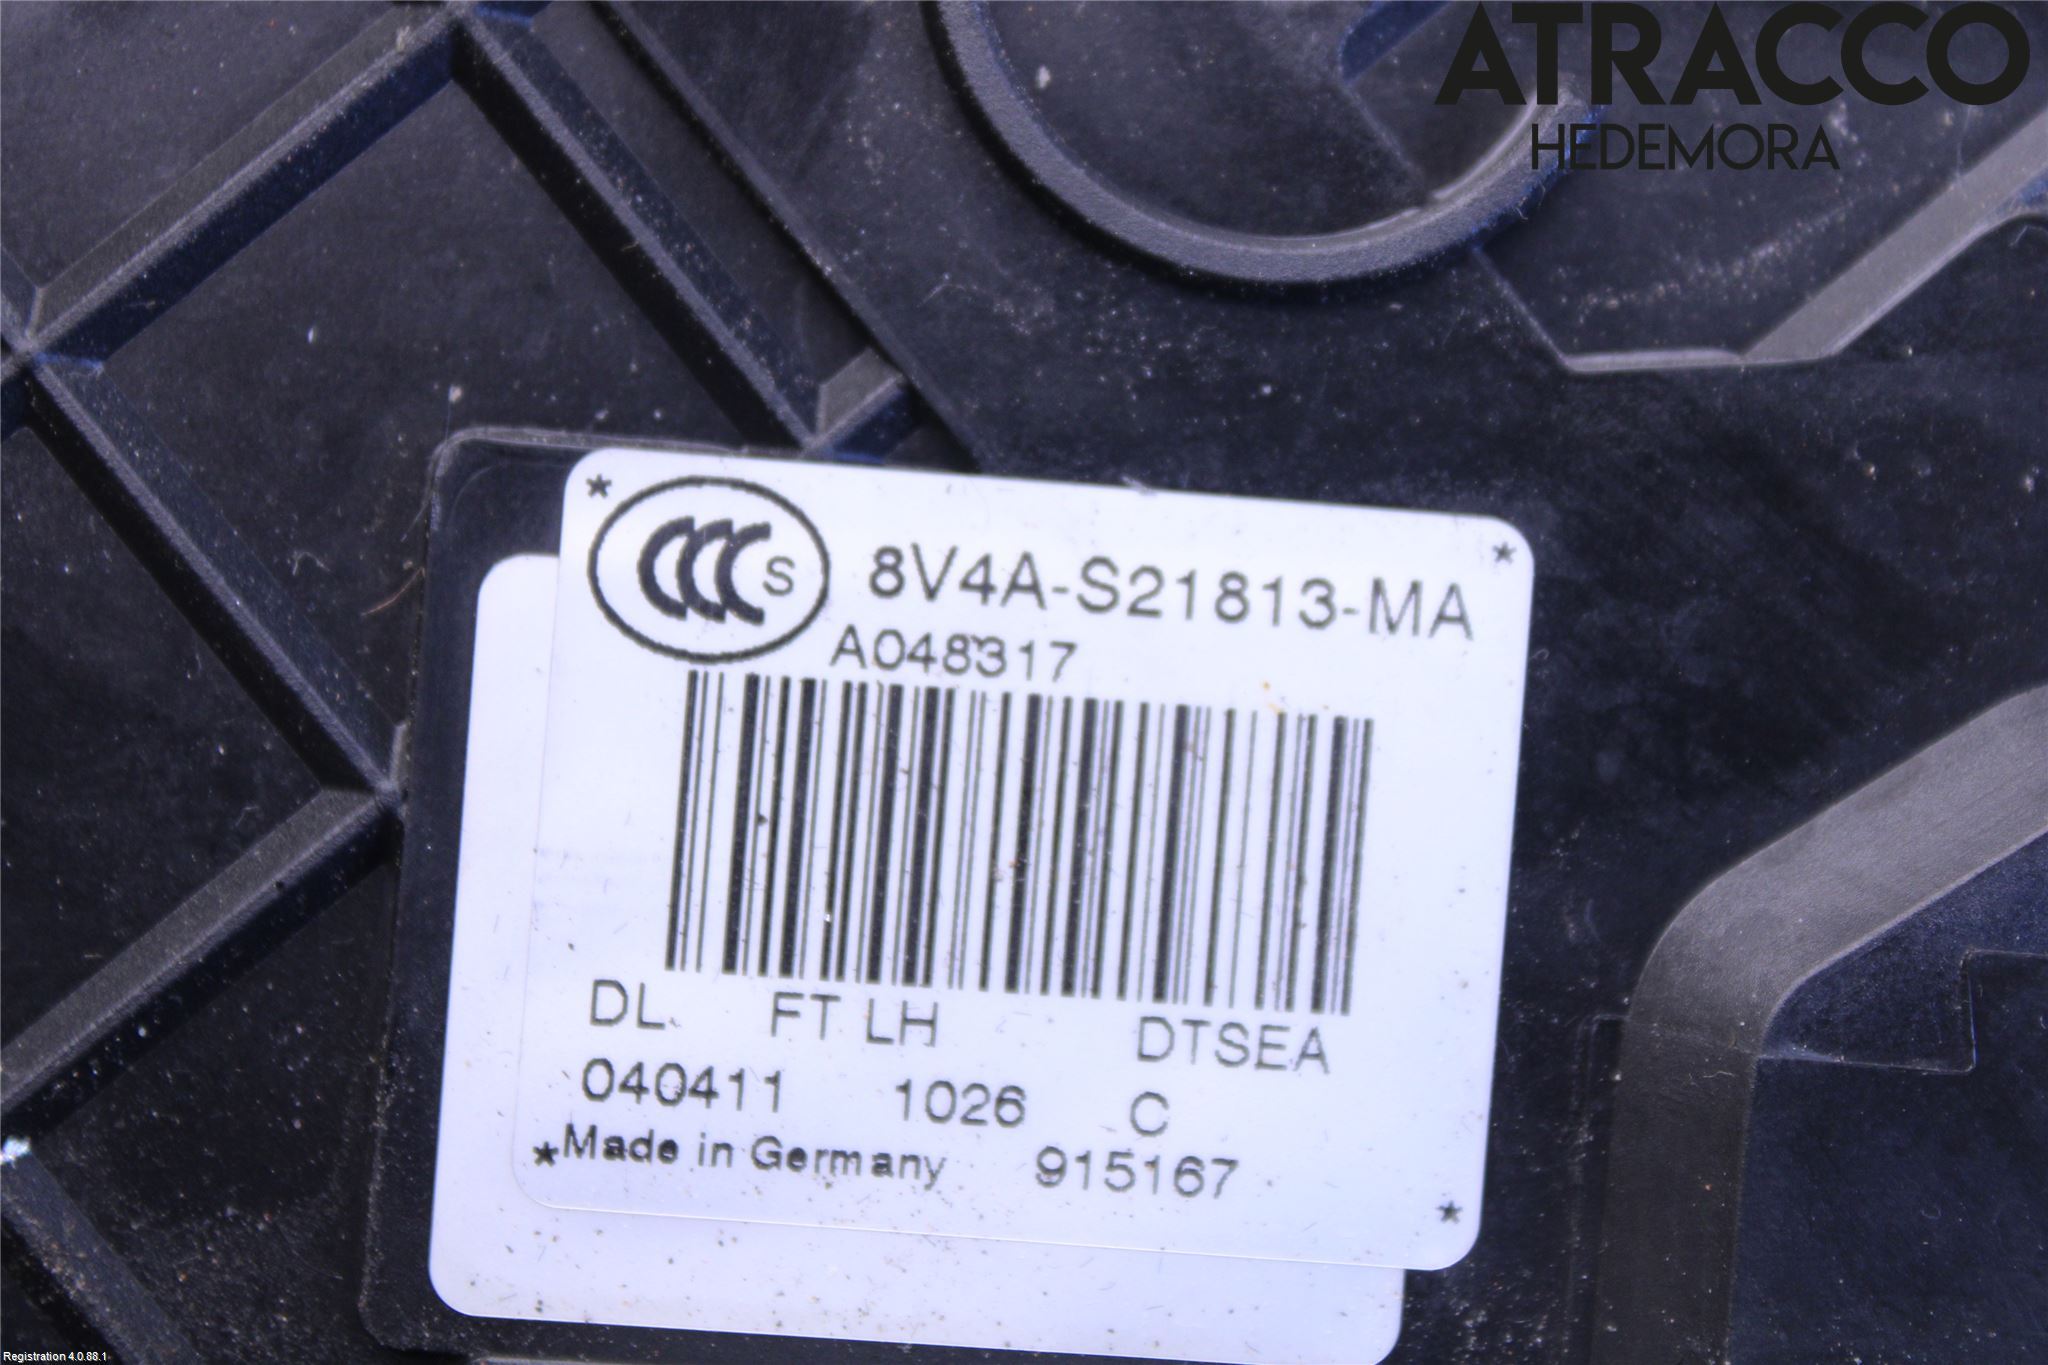 ATRACCO
HEDEMORA
CCC S
8V4A-S21813-MA
A048317
DL FT LH DTSEA
040411 1026 C
*Made in Germany 915167
Registration 4.0.88.1